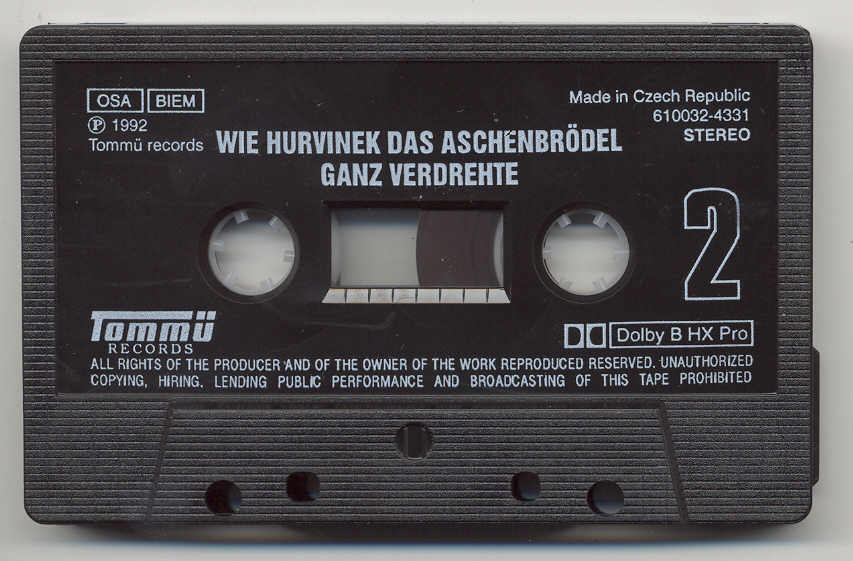 OSA BIEM
Ⓟ 1992
Tommü records
Made in Czech Republic
610032-4331
STEREO
WIE HURVINEK DAS ASCHENBRÖDEL
GANZ VERDREHTE
2
Tommü
RECORDS
Dolby B HX Pro
ALL RIGHTS OF THE PRODUCER AND OF THE OWNER OF THE WORK REPRODUCED RESERVED. UNAUTHORIZED
COPYING, HIRING. LENDING PUBLIC PERFORMANCE AND BROADCASTING OF THIS TAPE PROHIBITED